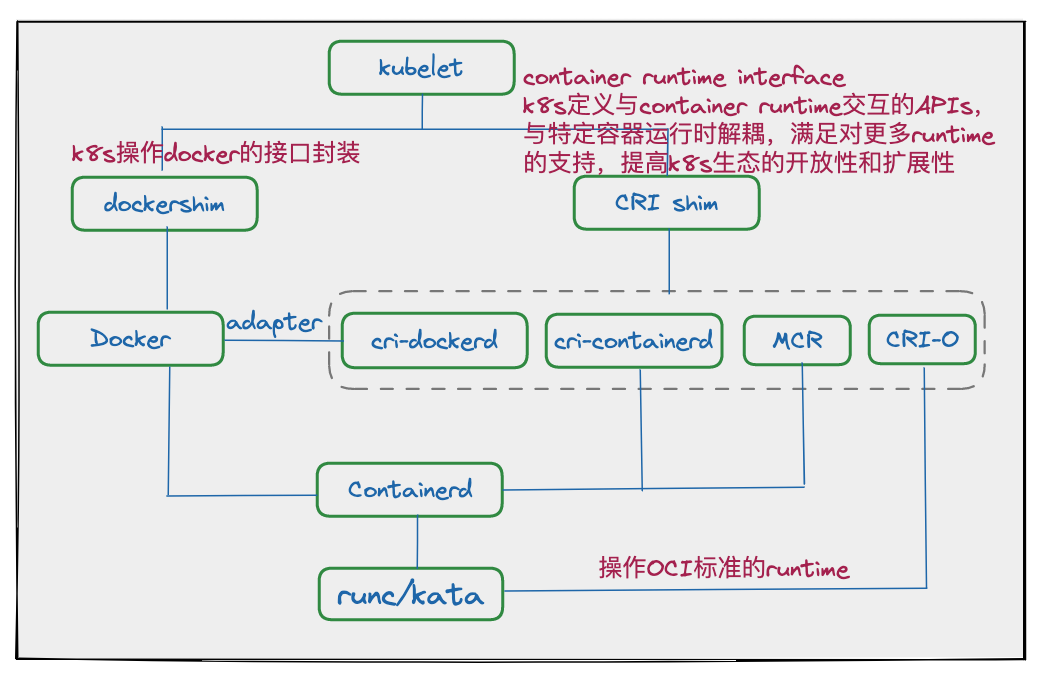 kubelet
container runtime interface
k8s定义与container runtime交互的APIs,
与特定容器运行时解耦，满足对更多runtime
的支持，提高k8s生态的开放性和扩展性
k8s操作docker的接口封装
dockershim
CRI shim
Docker
adapter
cri-dockerd
cri-containerd
MCR
CRI-O
Containerd
操作OCI标准的runtime
runc/kata